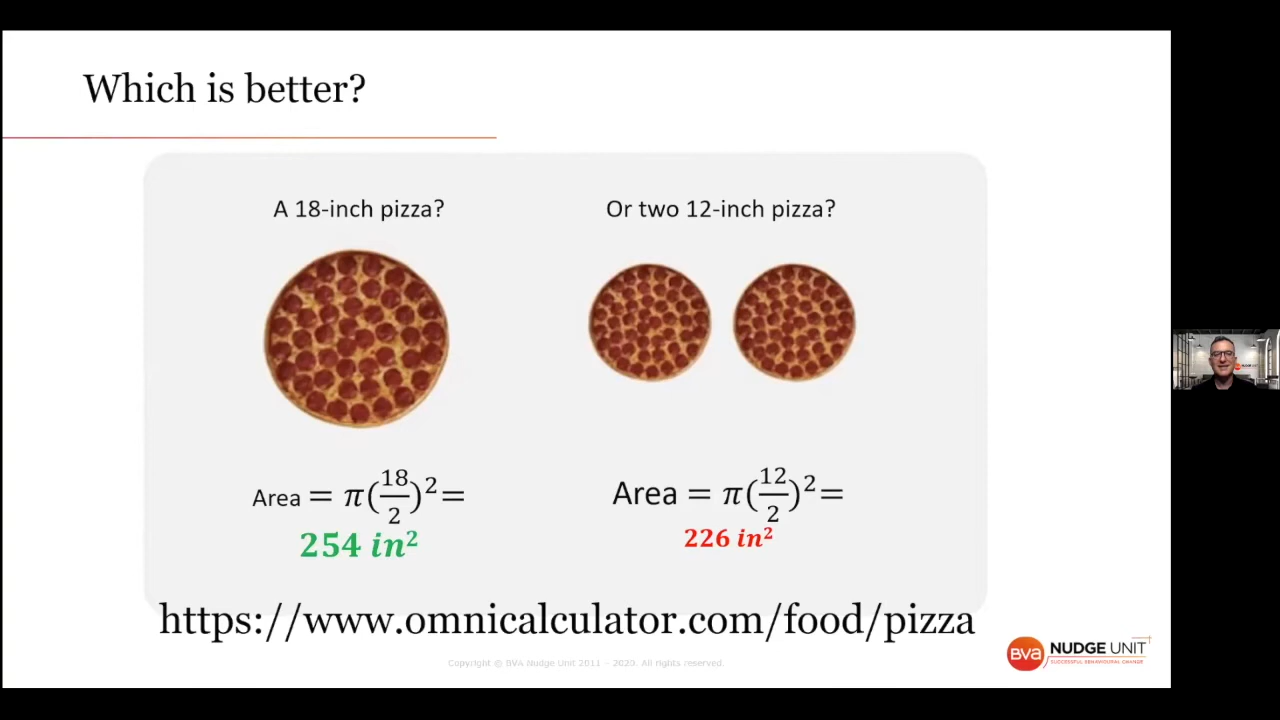 Which is better?
A 18-inch pizza?
Or two 12-inch pizza?
Area = π(18/2)²=
254 in²
Area = π(12/2)²=
226 in²
https://www.omnicalculator.com/food/pizza
Copyright © BVA Nudge Unit 2011 – 2020. All rights reserved.
BVA NUDGE UNIT
SUCCESSFUL BEHAVIOURAL CHANGE